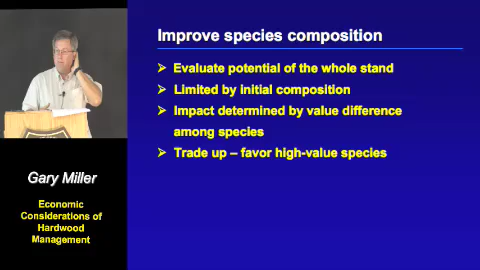 Improve species composition
➢ Evaluate potential of the whole stand
➢ Limited by initial composition
➢ Impact determined by value difference
among species
➢ Trade up – favor high-value species
Gary Miller
Economic
Considerations of
Hardwood
Management